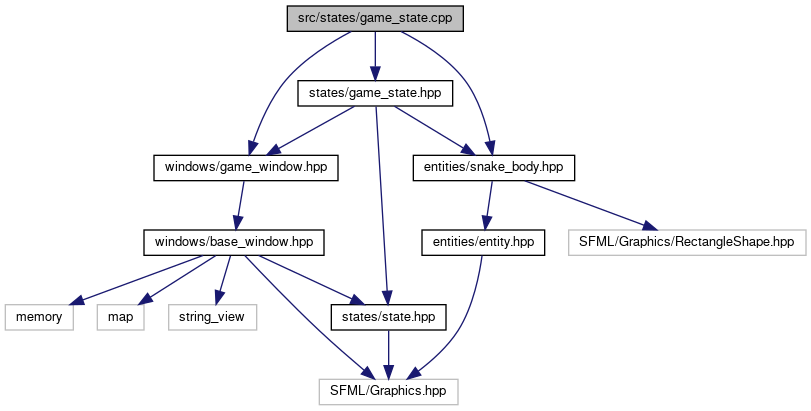 src/states/game_state.cpp
states/game_state.hpp
windows/game_window.hpp
entities/snake_body.hpp
windows/base_window.hpp
entities/entity.hpp
SFML/Graphics/RectangleShape.hpp
memory
map
string_view
states/state.hpp
SFML/Graphics.hpp